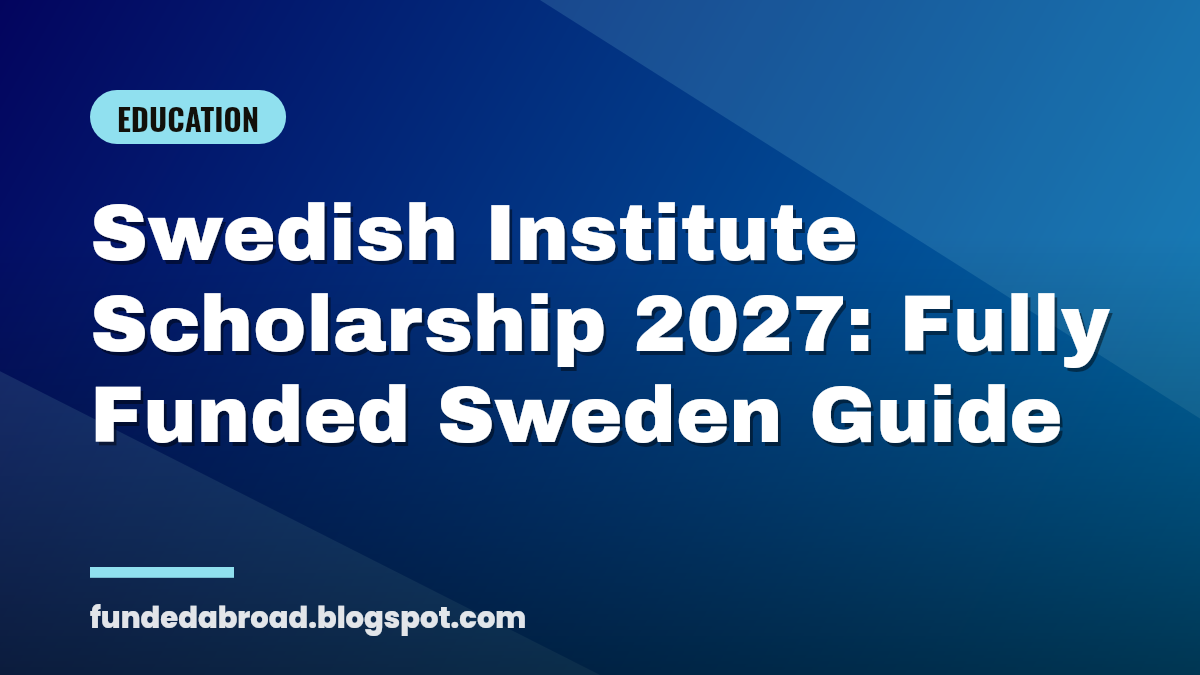 EDUCATION
Swedish Institute
Scholarship 2027: Fully
Funded Sweden Guide
fundedabroad.blogspot.com